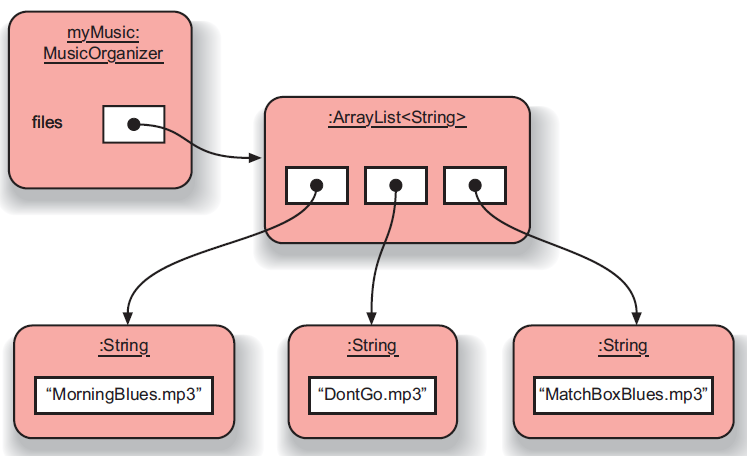 myMusic:
MusicOrganizer
files
:ArrayList<String>
:String
“MorningBlues.mp3”
:String
“DontGo.mp3”
:String
“MatchBoxBlues.mp3”